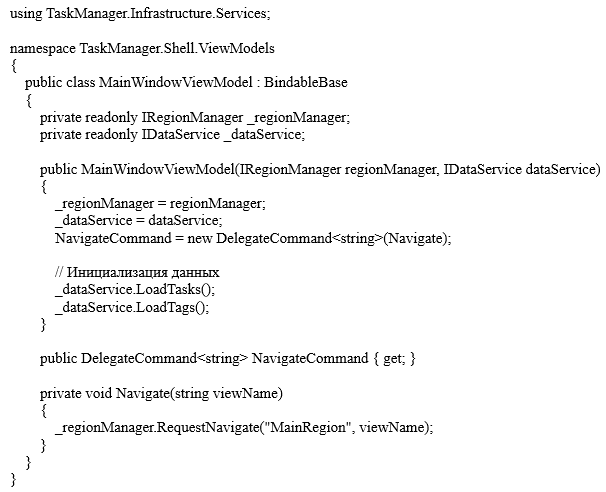 using TaskManager.Infrastructure.Services;

namespace TaskManager.Shell.ViewModels
{
    public class MainWindowViewModel : BindableBase
    {
        private readonly IRegionManager _regionManager;
        private readonly IDataService _dataService;

        public MainWindowViewModel(IRegionManager regionManager, IDataService dataService)
        {
            _regionManager = regionManager;
            _dataService = dataService;
            NavigateCommand = new DelegateCommand<string>(Navigate);

            // Инициализация данных
            _dataService.LoadTasks();
            _dataService.LoadTags();
        }

        public DelegateCommand<string> NavigateCommand { get; }

        private void Navigate(string viewName)
        {
            _regionManager.RequestNavigate("MainRegion", viewName);
        }
    }
}